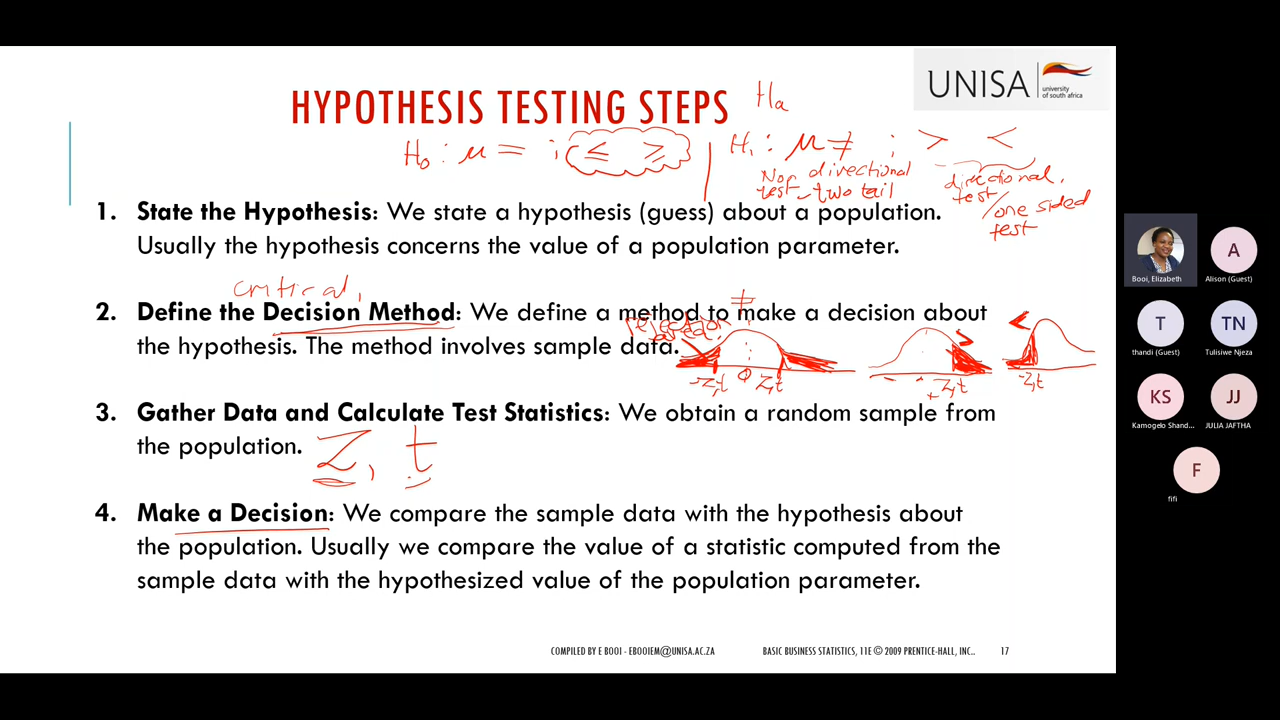 UNISA
university
of south africa
HYPOTHESIS TESTING STEPS
Ha
H₀: μ = ; ≤ ≥
H₁: μ ≠ ; > <
Non directional
test - two tail
directional
test/
one sided
test
1. State the Hypothesis: We state a hypothesis (guess) about a population.
Usually the hypothesis concerns the value of a population parameter.
critical
2. Define the Decision Method: We define a method to make a decision about
the hypothesis. The method involves sample data.
rejection
≠
>
<
-Z,t 0 Z,t
+Z,t
-Z,t
3. Gather Data and Calculate Test Statistics: We obtain a random sample from
the population.
Z, t
4. Make a Decision: We compare the sample data with the hypothesis about
the population. Usually we compare the value of a statistic computed from the
sample data with the hypothesized value of the population parameter.
COMPILED BY E BOOI - EBOOIEM@UNISA.AC.ZA
BASIC BUSINESS STATISTICS, 11E © 2009 PRENTICE-HALL, INC..
17
Booi, Elizabeth
A
Alison (Guest)
T
thandi (Guest)
TN
Tulisiwe Njeza
KS
Kamogelo Shand...
JJ
JULIA JAFTHA
F
fifi